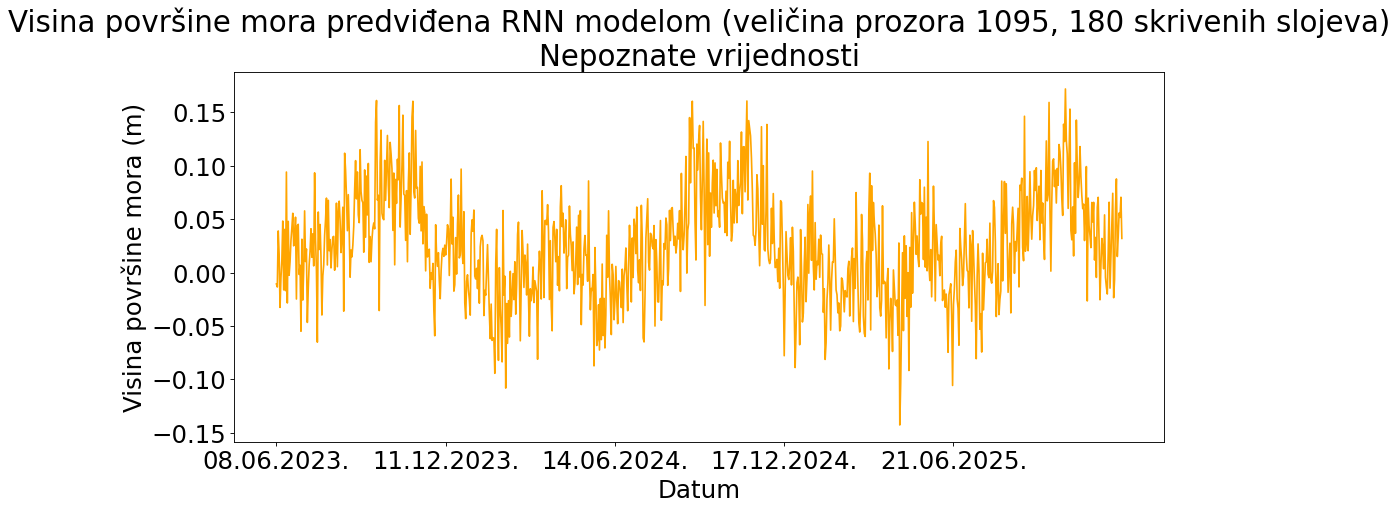 Visina površine mora predviđena RNN modelom (veličina prozora 1095, 180 skrivenih slojeva)
Nepoznate vrijednosti
Visina površine mora (m)
0.15
0.10
0.05
0.00
−0.05
−0.10
−0.15
08.06.2023. 11.12.2023. 14.06.2024. 17.12.2024. 21.06.2025.
Datum